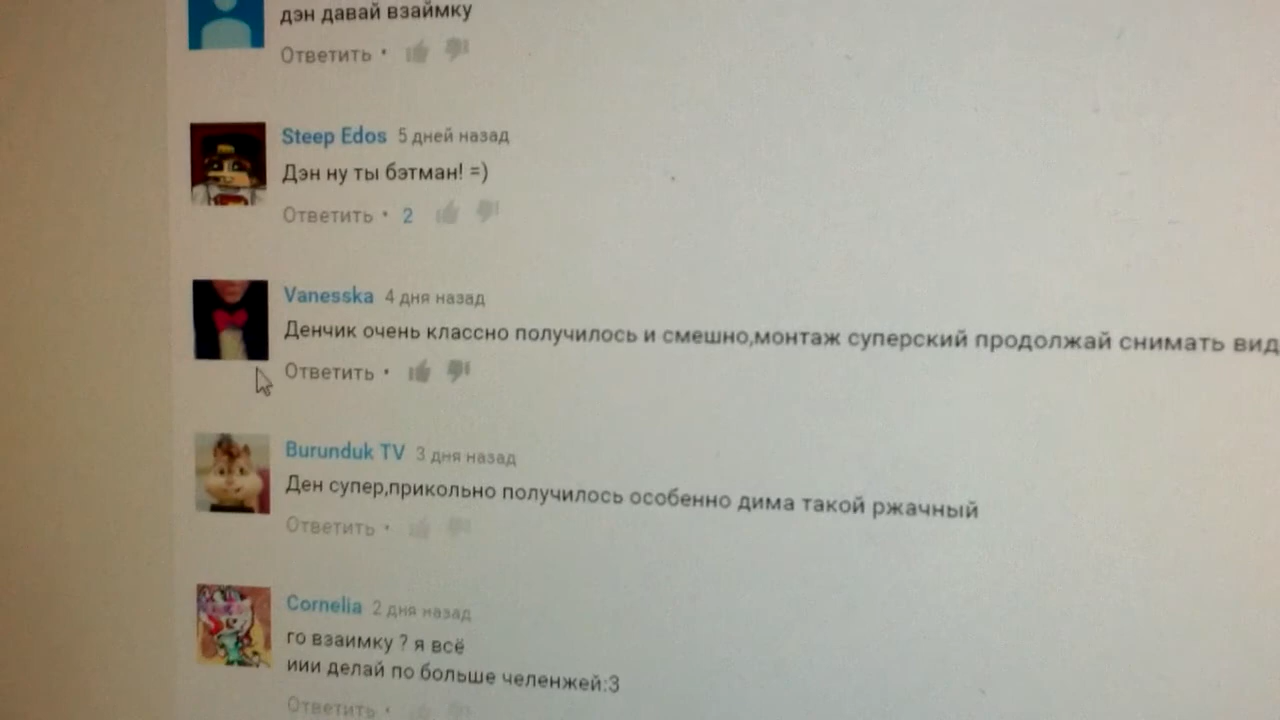 дэн давай взаймку
Ответить •
Steep Edos 5 дней назад
Дэн ну ты бэтман! =)
Ответить • 2
Vanesska 4 дня назад
Денчик очень классно получилось и смешно,монтаж суперский продолжай снимать вид
Ответить •
Burunduk TV 3 дня назад
Ден супер,прикольно получилось особенно дима такой ржачный
Ответить •
Cornelia 2 дня назад
го взаимку ? я всё
иии делай по больше челенжей:3
Ответить •